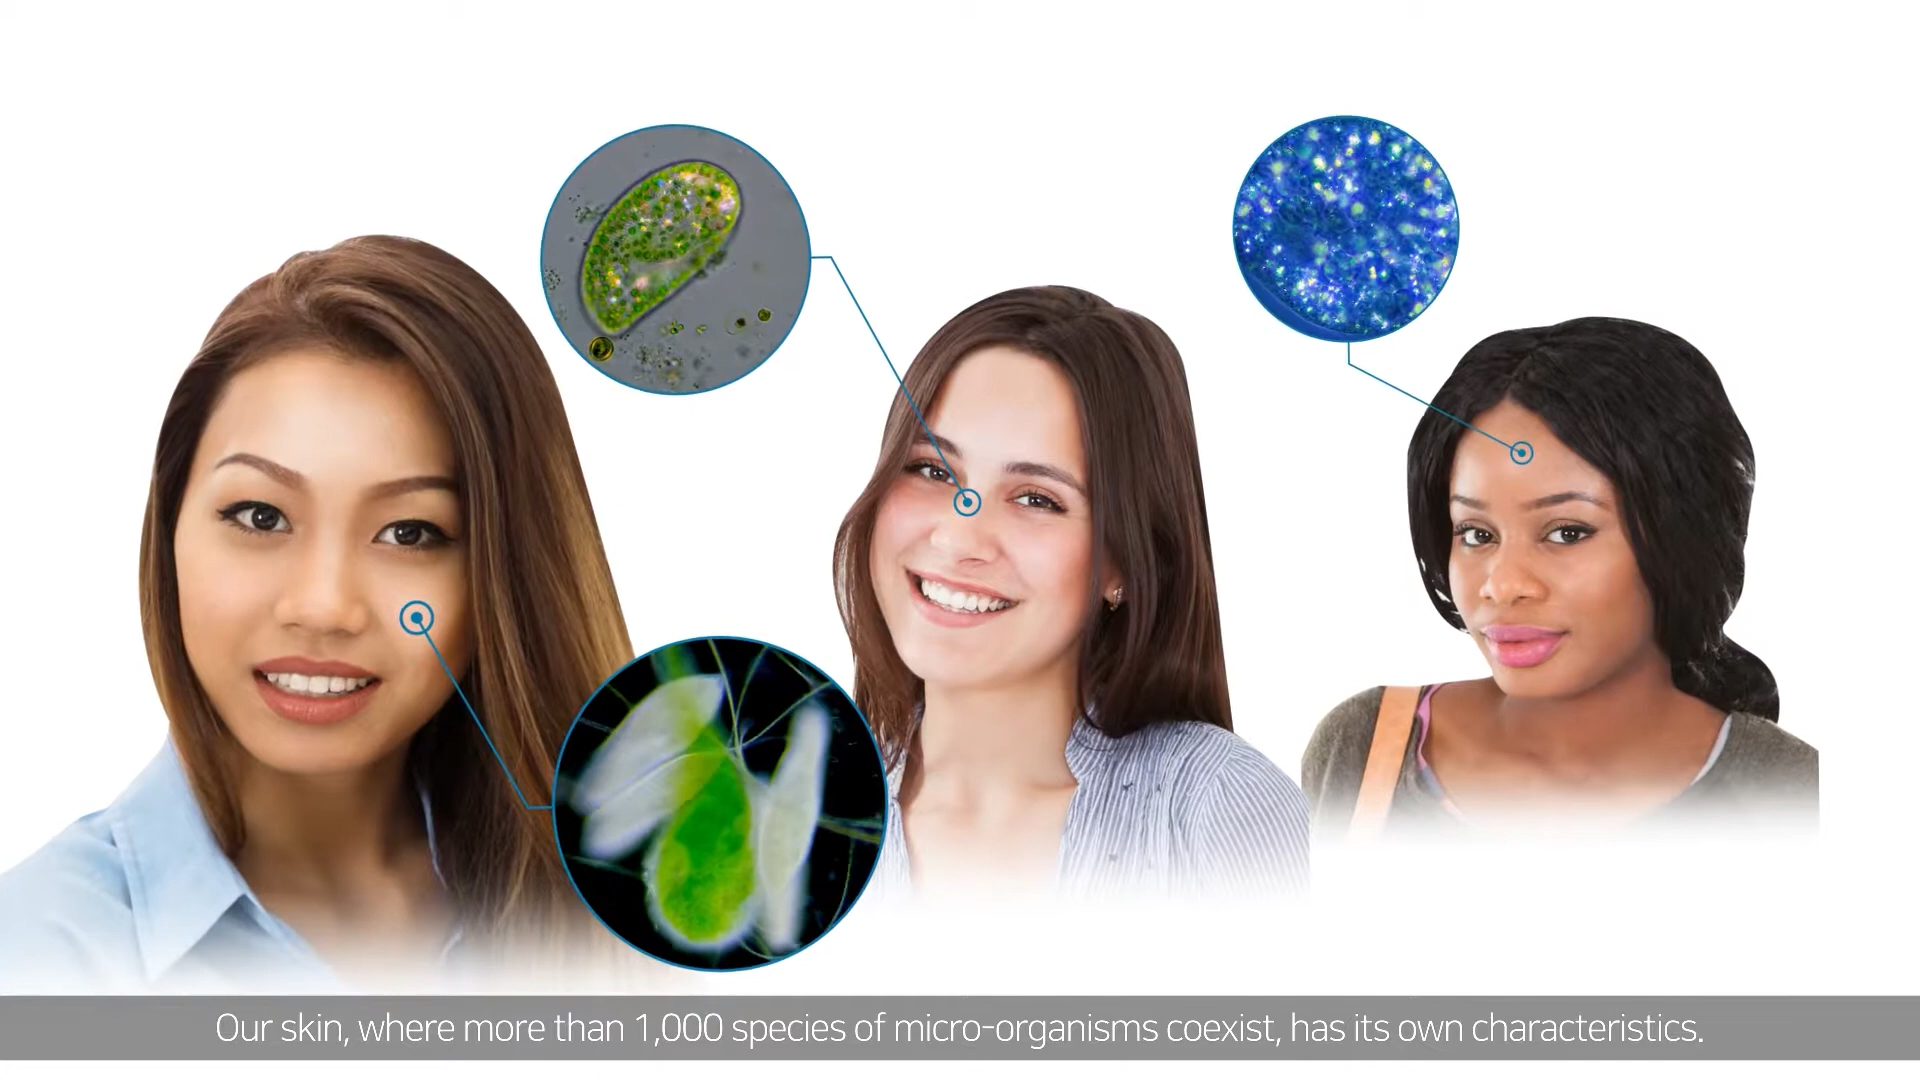 Our skin, where more than 1,000 species of micro-organisms coexist, has its own characteristics.